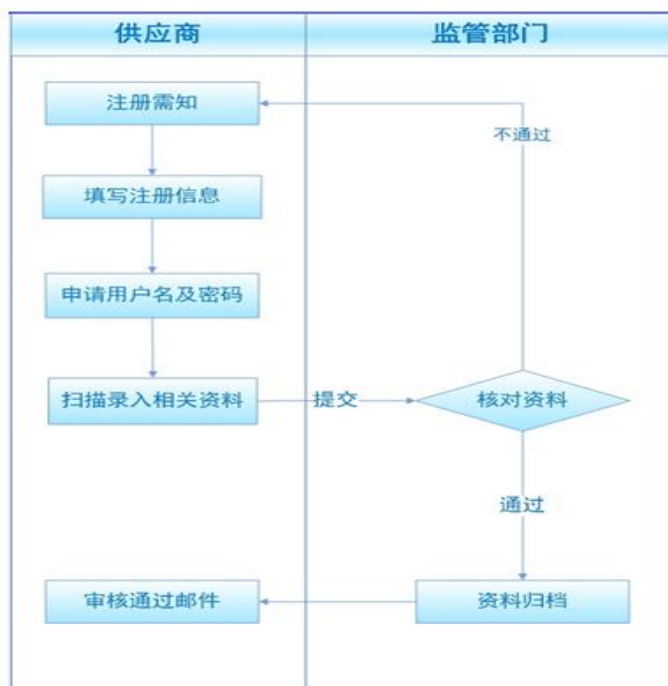 供应商
监管部门
注册需知
不通过
填写注册信息
申请用户名及密码
扫描录入相关资料
提交
核对资料
通过
审核通过邮件
资料归档